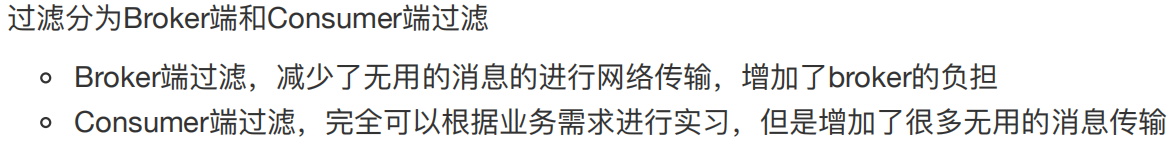 过滤分为Broker端和Consumer端过滤
Broker端过滤，减少了无用的消息的进行网络传输，增加了broker的负担
Consumer端过滤，完全可以根据业务需求进行实习，但是增加了很多无用的消息传输